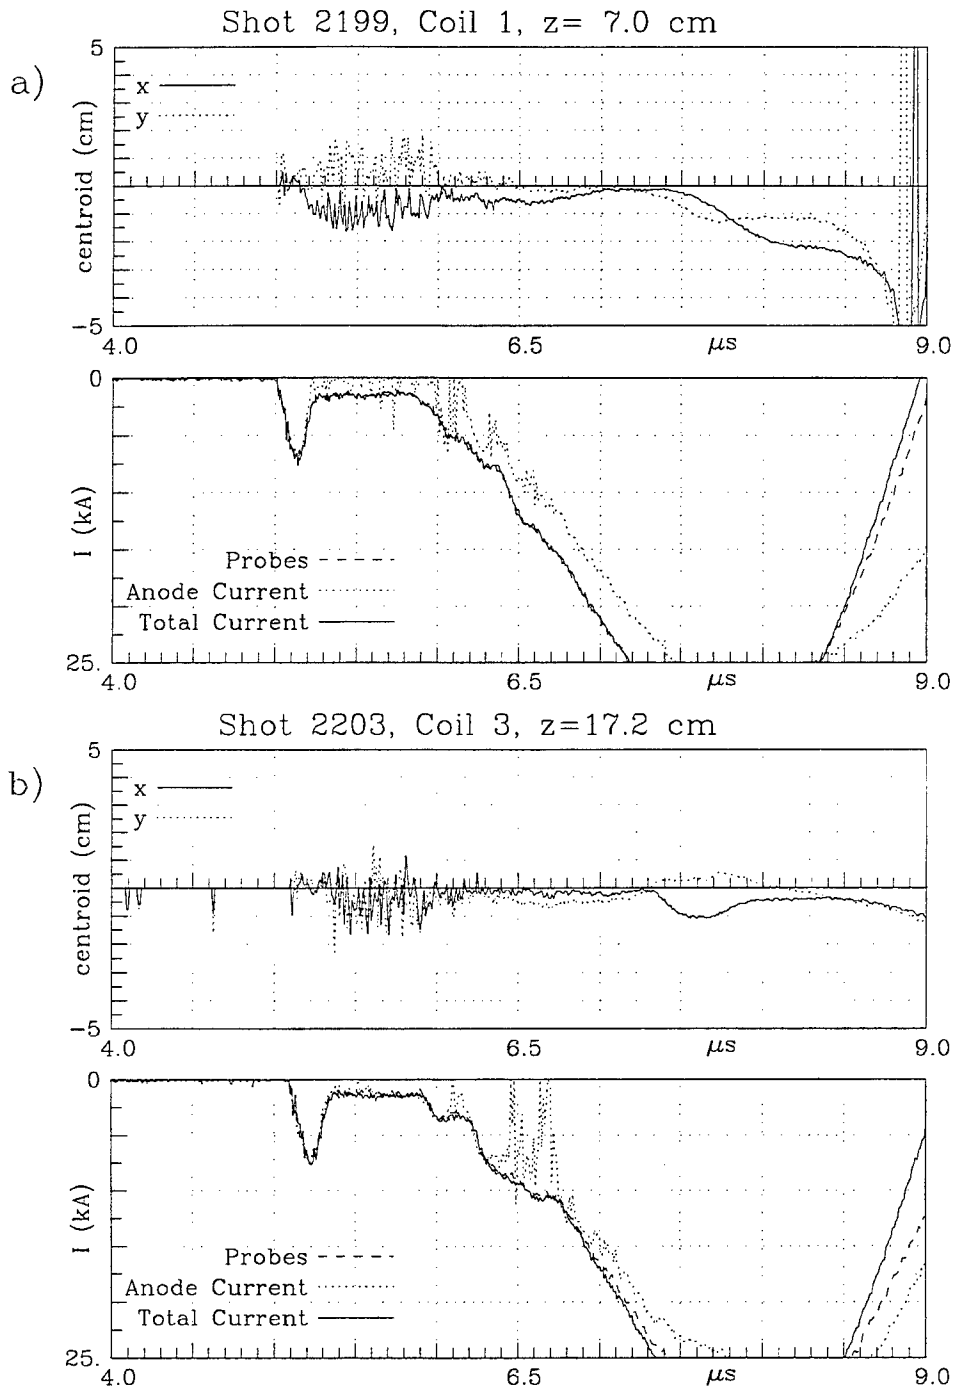 Shot 2199, Coil 1, z= 7.0 cm
a)
5
x
y
centroid (cm)
-5
4.0 6.5 μs 9.0
0
I (kA)
Probes
Anode Current
Total Current
25.
4.0 6.5 μs 9.0
Shot 2203, Coil 3, z=17.2 cm
b)
5
x
y
centroid (cm)
-5
4.0 6.5 μs 9.0
0
I (kA)
Probes
Anode Current
Total Current
25.
4.0 6.5 μs 9.0